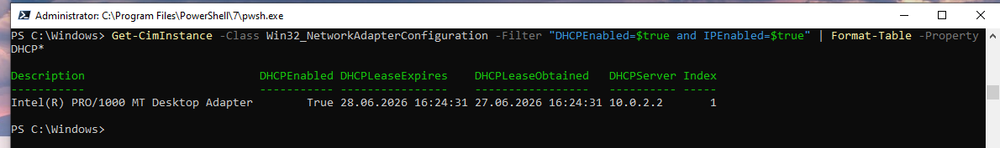 Administrator: C:\Program Files\PowerShell\7\pwsh.exe
PS C:\Windows> Get-CimInstance -Class Win32_NetworkAdapterConfiguration -Filter "DHCPEnabled=$true and IPEnabled=$true" | Format-Table -Property
DHCP*
Description DHCPEnabled DHCPLeaseExpires DHCPLeaseObtained DHCPServer Index
----------- ----------- ---------------- ----------------- ---------- -----
Intel(R) PRO/1000 MT Desktop Adapter True 28.06.2026 16:24:31 27.06.2026 16:24:31 10.0.2.2 1
PS C:\Windows>